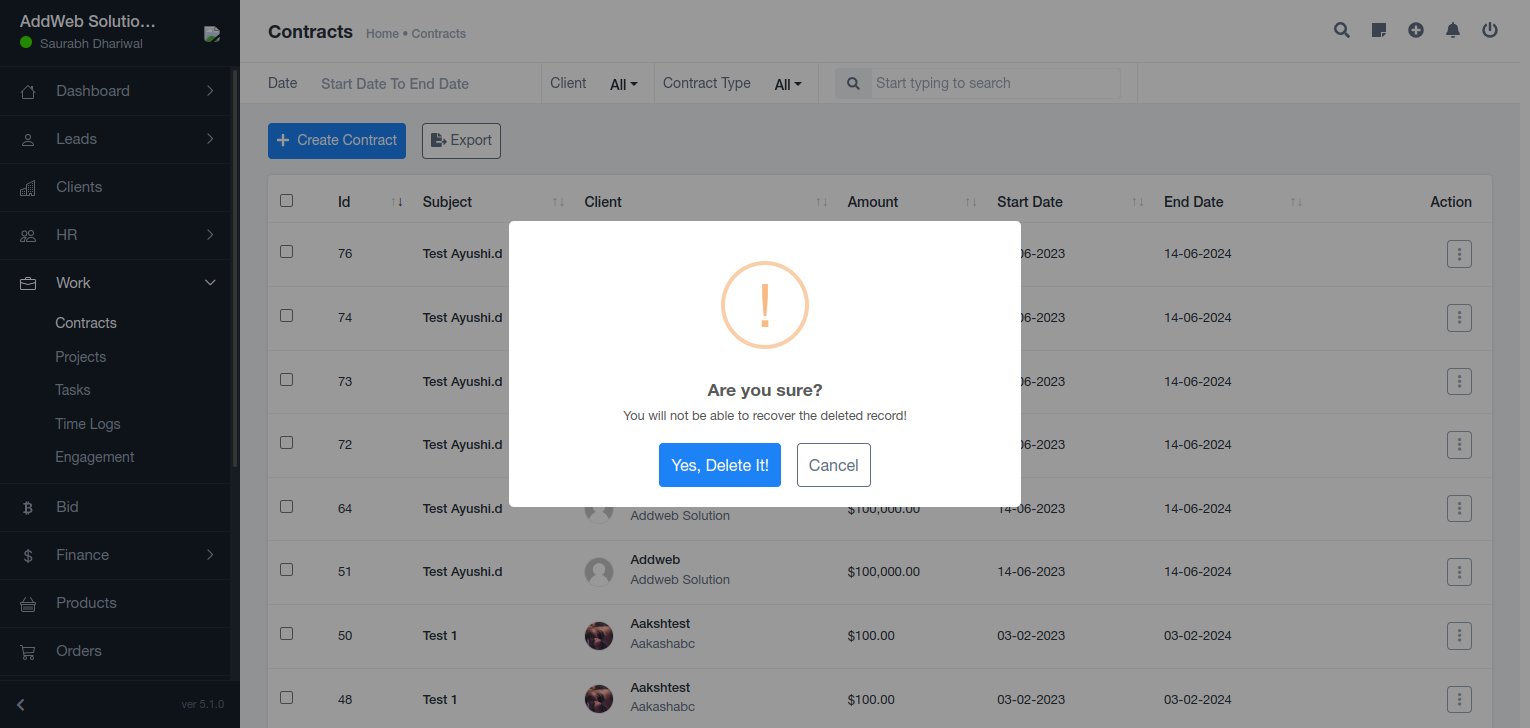 AddWeb Solutio...
Saurabh Dhariwal
Dashboard
Leads
Clients
HR
Work
Contracts
Projects
Tasks
Time Logs
Engagement
Bid
Finance
Products
Orders
ver 5.1.0
Contracts Home • Contracts
Date Start Date To End Date Client All Contract Type All Start typing to search
Create Contract Export
Id Subject Client Amount Start Date End Date Action
76 Test Ayushi.d 06-2023 14-06-2024
74 Test Ayushi.d 06-2023 14-06-2024
73 Test Ayushi.d 06-2023 14-06-2024
72 Test Ayushi.d 06-2023 14-06-2024
!
Are you sure?
You will not be able to recover the deleted record!
Yes, Delete It! Cancel
64 Test Ayushi.d $100,000.00 14-06-2023 14-06-2024
Addweb Solution
Addweb
51 Test Ayushi.d $100,000.00 14-06-2023 14-06-2024
Addweb Solution
Aakshtest
50 Test 1 $100.00 03-02-2023 03-02-2024
Aakashabc
Aakshtest
48 Test 1 $100.00 03-02-2023 03-02-2024
Aakashabc